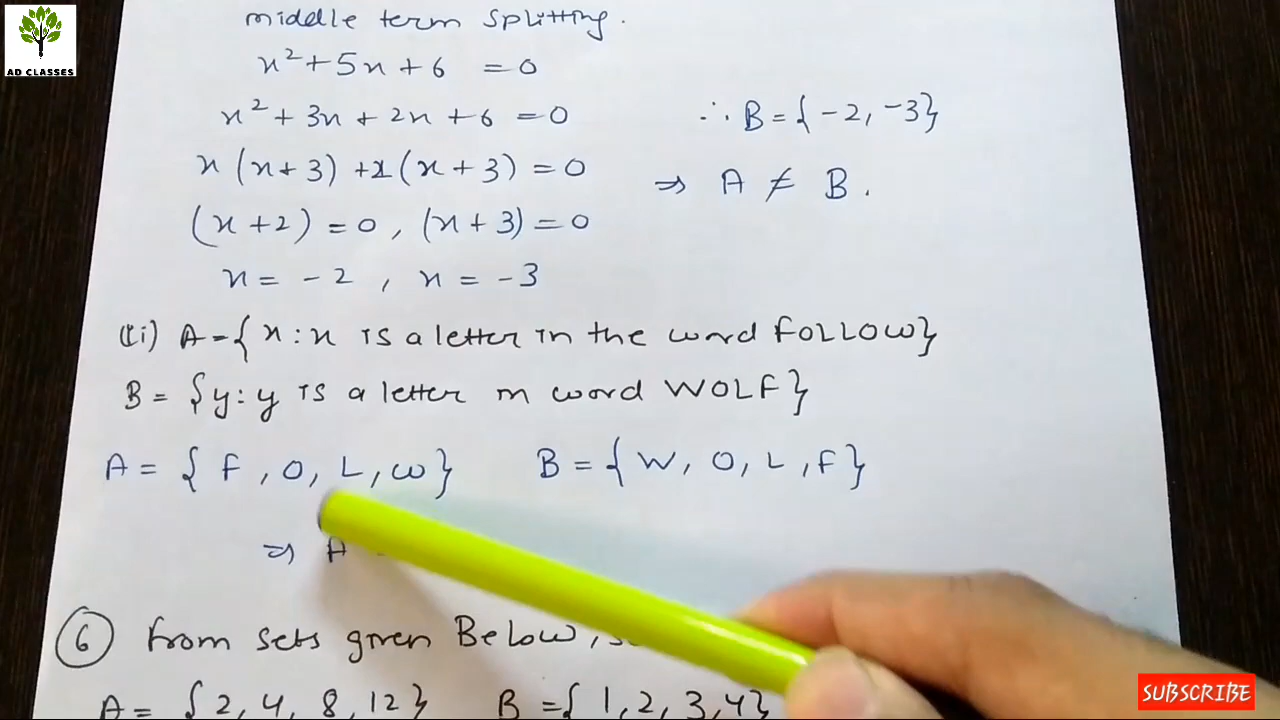 AD CLASSES
middle term splitting.
x²+5x+6 =0
x²+3x+2x+6 =0
x(x+3)+2(x+3)=0
(x+2)=0, (x+3)=0
x= -2 , x= -3
∴ B={-2, -3}
⇒ A ≠ B.
(ii) A={x:x is a letter in the word FOLLOW}
B = {y:y is a letter in word WOLF}
A = {F, O, L, W} B={W, O, L, F}
⇒ A
⑥ From sets given Below,
A= {2, 4, 8, 12} B={1, 2, 3, 4}
SUBSCRIBE